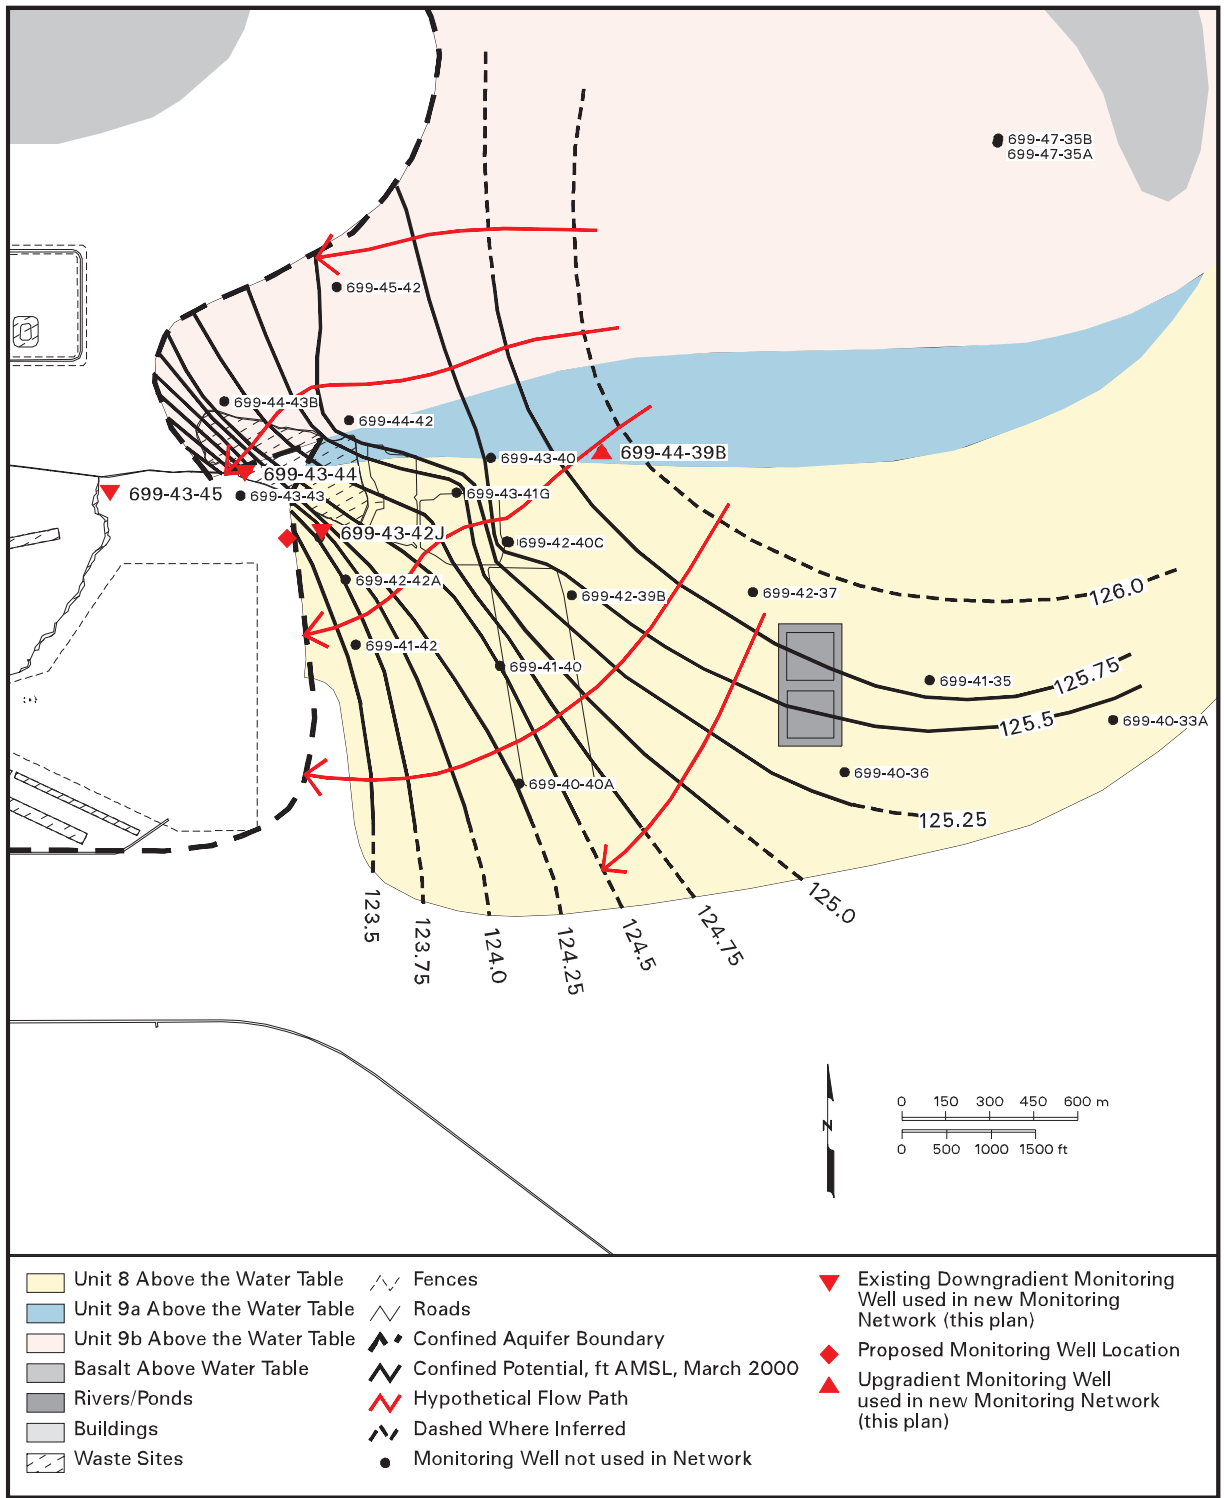 699-47-35B
699-47-35A
699-45-42
699-44-43B
699-44-42
699-43-40
699-44-39B
699-43-44
699-43-45
699-43-43
699-43-41G
699-43-42J
699-42-40C
699-42-42A
699-42-39B
699-42-37
126.0
699-41-42
699-41-40
699-41-35
125.75
125.5
699-40-33A
699-40-36
699-40-40A
125.25
123.5
123.75
124.0
124.25
124.5
124.75
125.0
N
0 150 300 450 600 m
0 500 1000 1500 ft
Unit 8 Above the Water Table
Unit 9a Above the Water Table
Unit 9b Above the Water Table
Basalt Above Water Table
Rivers/Ponds
Buildings
Waste Sites
Fences
Roads
Confined Aquifer Boundary
Confined Potential, ft AMSL, March 2000
Hypothetical Flow Path
Dashed Where Inferred
Monitoring Well not used in Network
Existing Downgradient Monitoring
Well used in new Monitoring
Network (this plan)
Proposed Monitoring Well Location
Upgradient Monitoring Well
used in new Monitoring Network
(this plan)